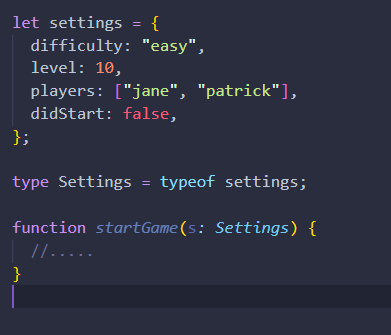 let settings = {
  difficulty: "easy",
  level: 10,
  players: ["jane", "patrick"],
  didStart: false,
};

type Settings = typeof settings;

function startGame(s: Settings) {
  //.....
}